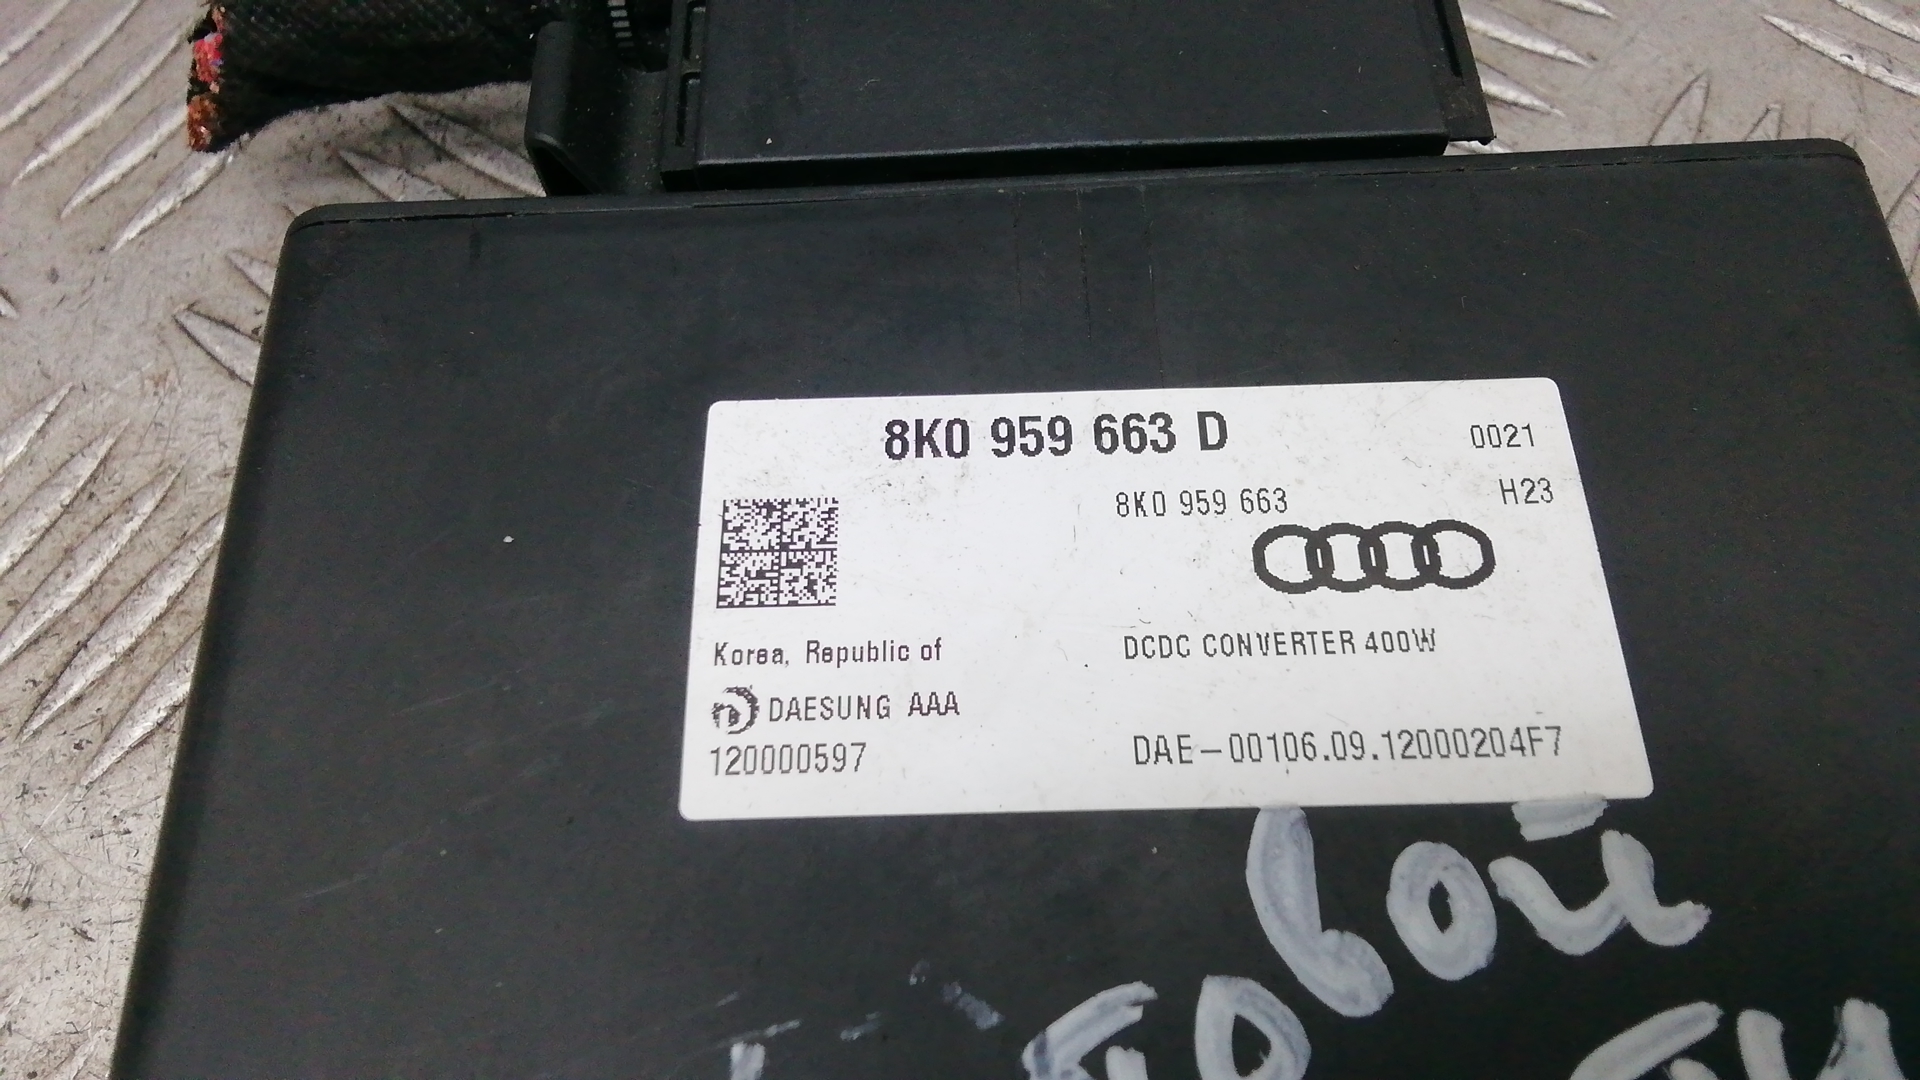 8K0 959 663 D 0021
8K0 959 663 H23
Korea, Republic of DCDC CONVERTER 400W
DAESUNG AAA
120000597 DAE-00106.09.12000204F7